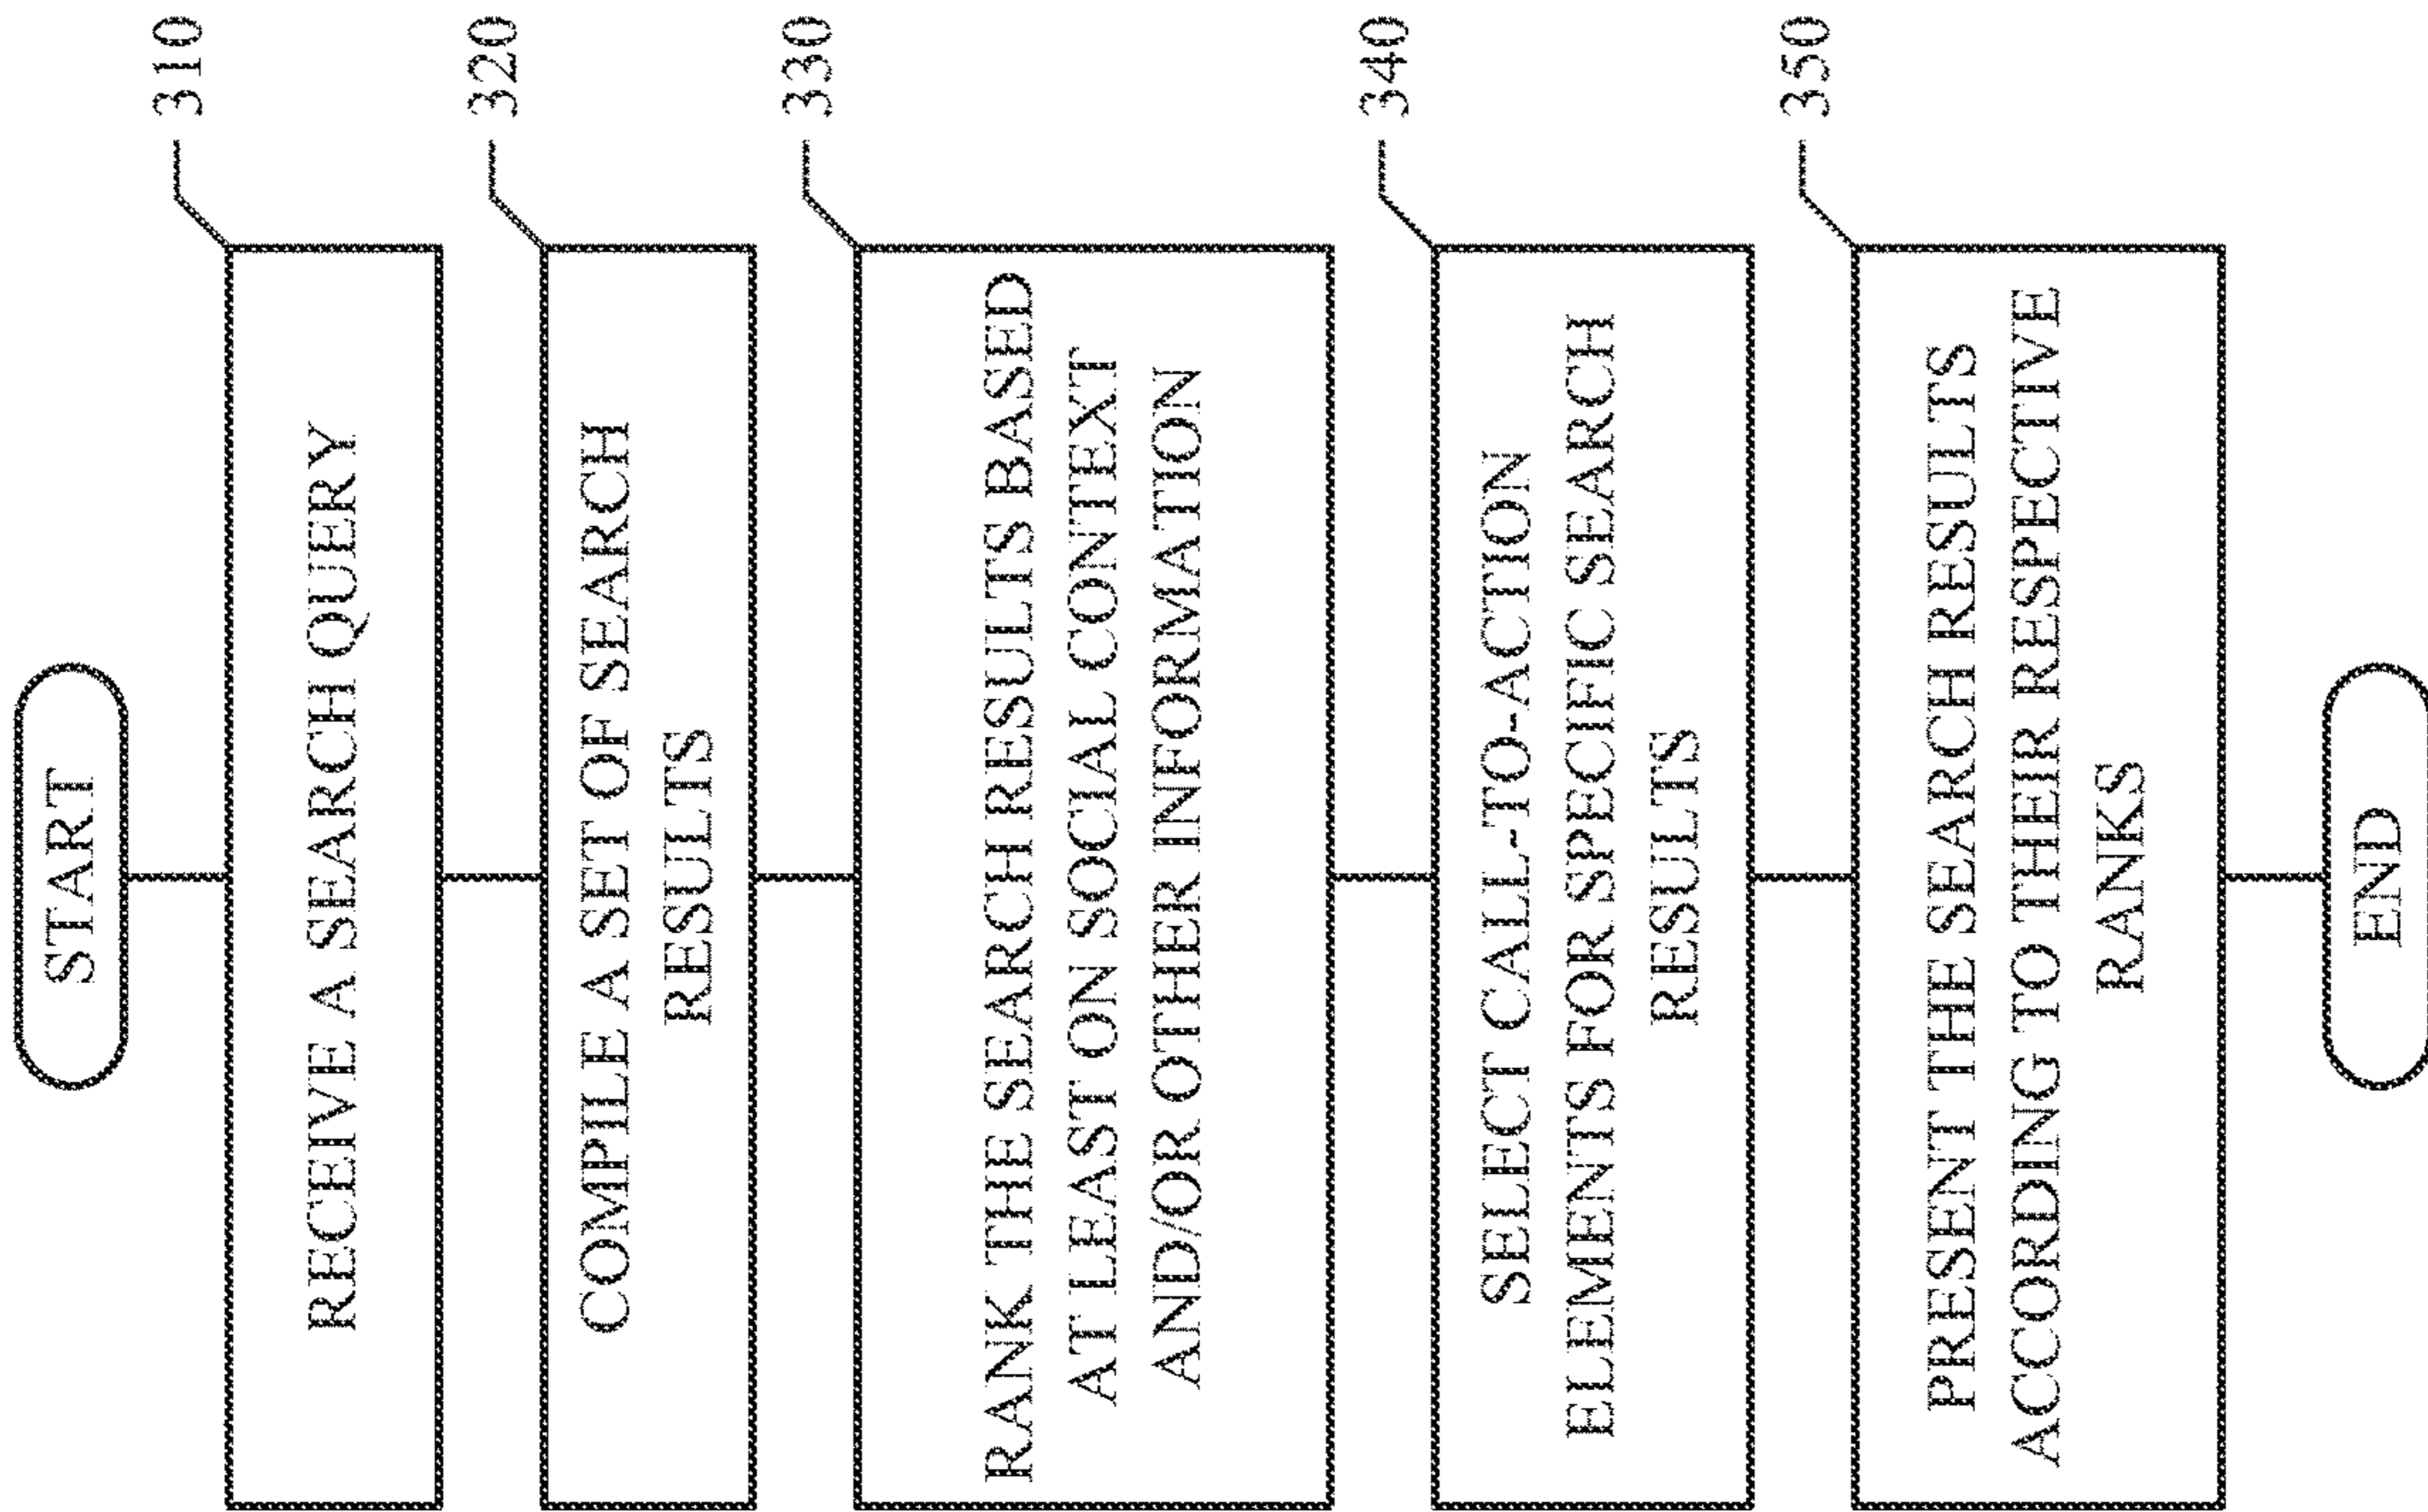 START
310
RECEIVE A SEARCH QUERY
320
COMPILE A SET OF SEARCH
RESULTS
330
RANK THE SEARCH RESULTS BASED
AT LEAST ON SOCIAL CONTEXT
AND/OR OTHER INFORMATION
340
SELECT CALL-TO-ACTION
ELEMENTS FOR SPECIFIC SEARCH
RESULTS
350
PRESENT THE SEARCH RESULTS
ACCORDING TO THEIR RESPECTIVE
RANKS
END